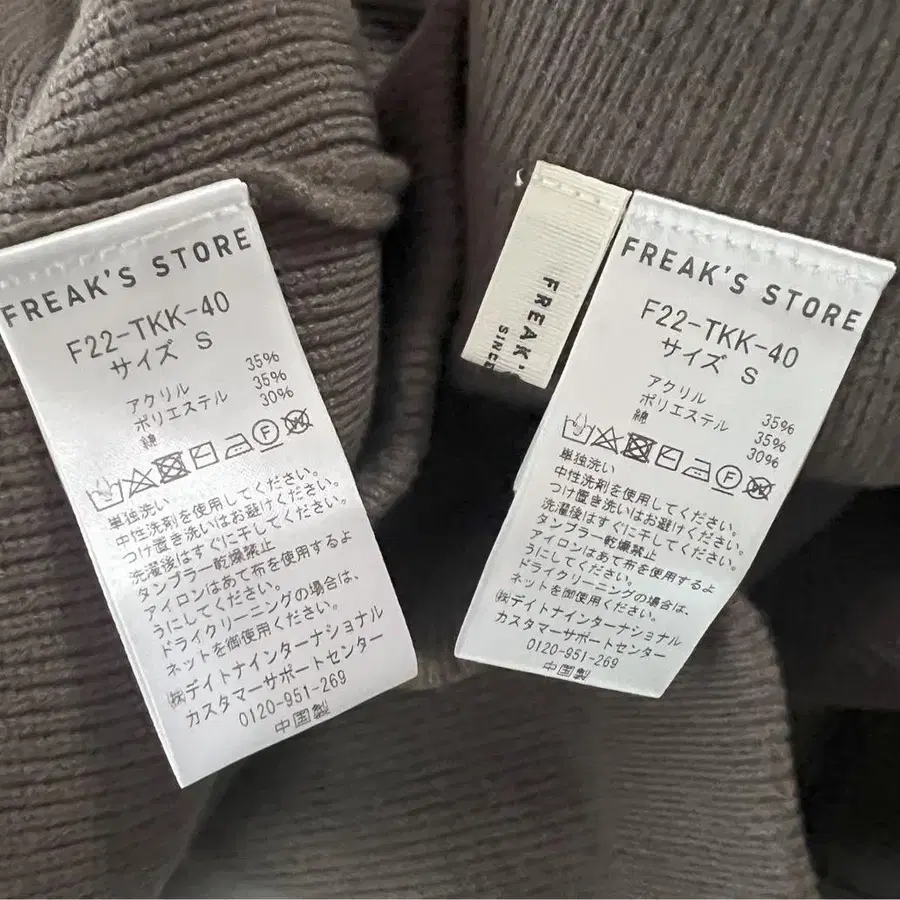 FREAK'S STORE
F22-TKK-40
サイズ S
アクリル 35%
ポリエステル 35%
綿 30%
単独洗い
中性洗剤を使用してください。
つけ置き洗いはお避けください。
洗濯後はすぐに干してください。
タンブラー乾燥禁止
アイロンはあて布を使用するよ
うにしてください。
ドライクリーニングの場合は、
ネットを御使用ください。
㈱デイトナインターナショナル
カスタマーサポートセンター
0120-951-269
中国製
FREAK'
SINCE
FREAK'S STORE
F22-TKK-40
サイズ S
アクリル 35%
ポリエステル 35%
綿 30%
単独洗い
中性洗剤を使用してください。
つけ置き洗いはお避けください。
洗濯後はすぐに干してください。
タンブラー乾燥禁止
アイロンはあて布を使用するよ
うにしてください。
ドライクリーニングの場合は、
ネットを御使用ください。
㈱デイトナインターナショナル
カスタマーサポートセンター
0120-951-269
中国製